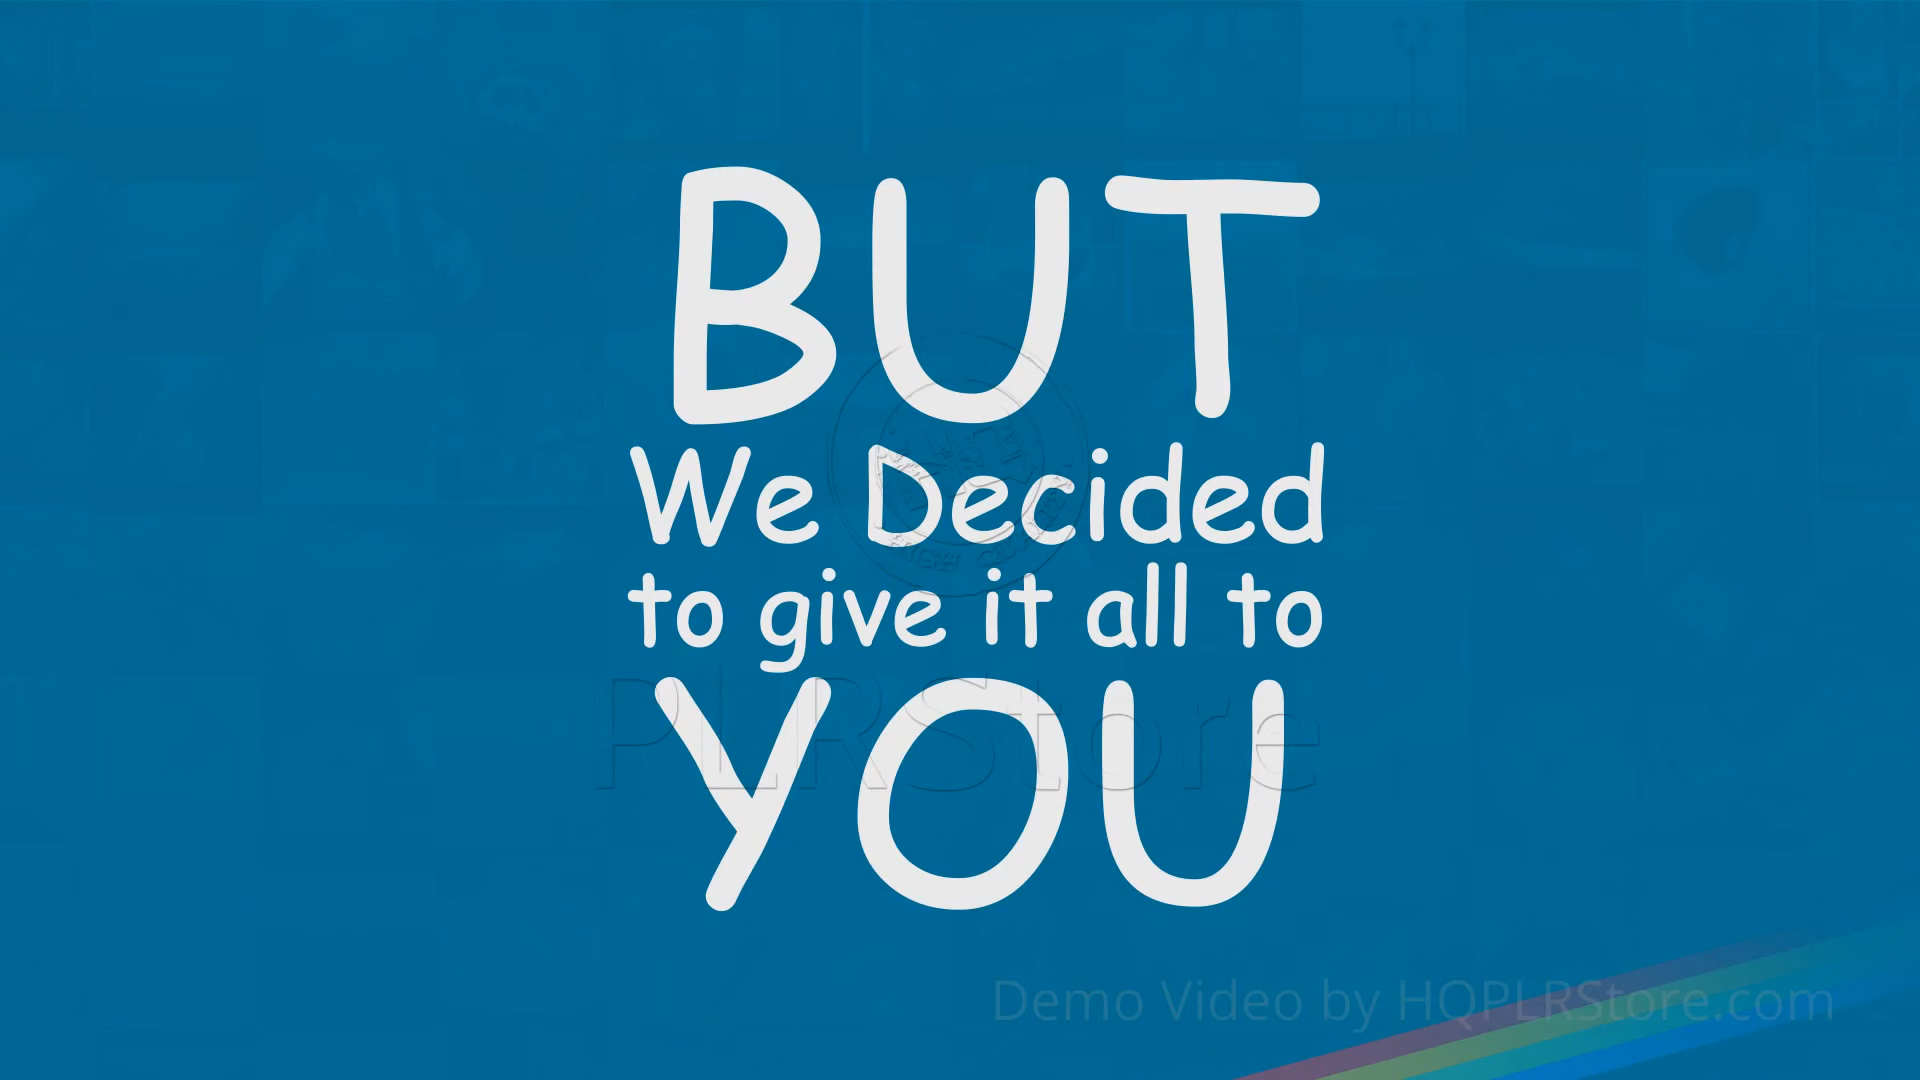 BUT
We Decided
to give it all to
YOU
PLRStore
Demo Video by HQPLRStore.com